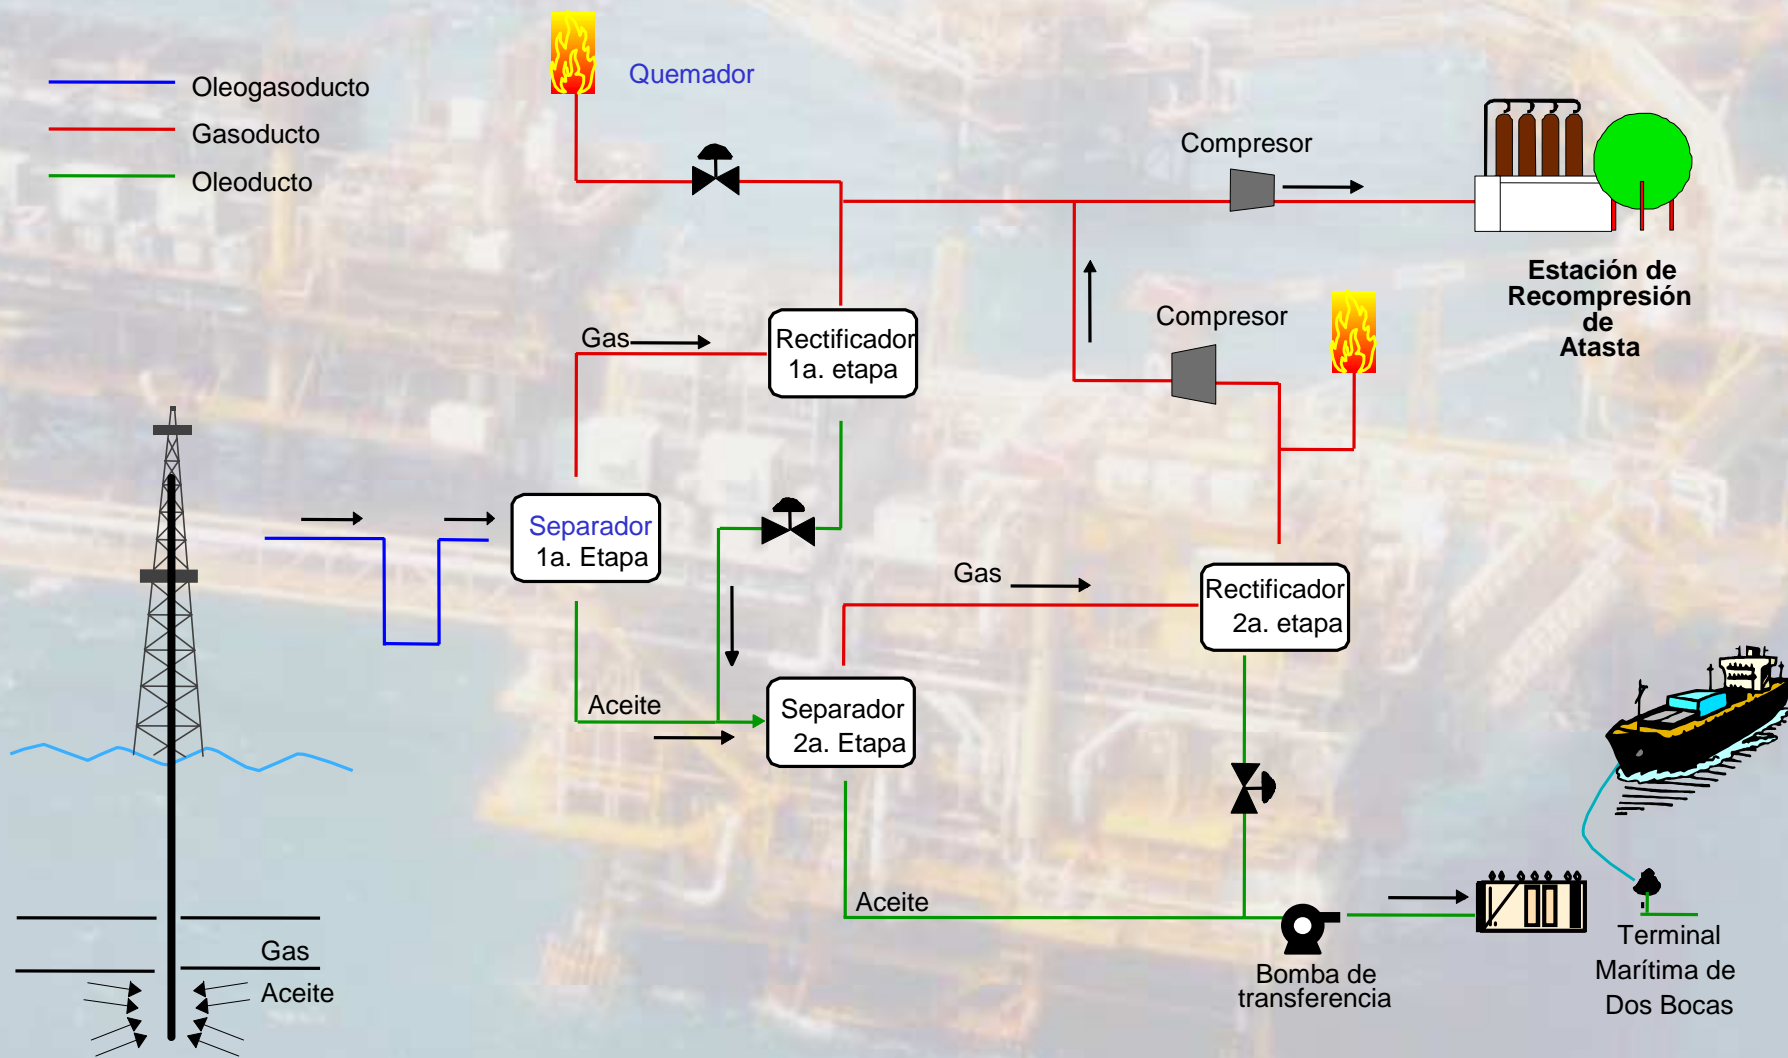 Oleogasoducto
Gasoducto
Oleoducto
Quemador
Compresor
Estación de
Recompresión
de
Atasta
Compresor
Gas
Rectificador
1a. etapa
Separador
1a. Etapa
Gas
Rectificador
2a. etapa
Aceite
Separador
2a. Etapa
Aceite
Bomba de
transferencia
Terminal
Marítima de
Dos Bocas
Gas
Aceite